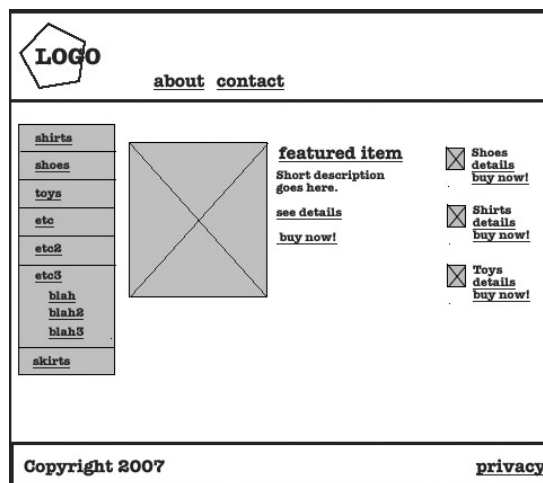 LOGO
about contact
shirts
shoes
toys
etc
etc2
etc3
blah
blah2
blah3
skirts
featured item
Short description
goes here.
see details
buy now!
Shoes
details
buy now!
Shirts
details
buy now!
Toys
details
buy now!
Copyright 2007
privacy